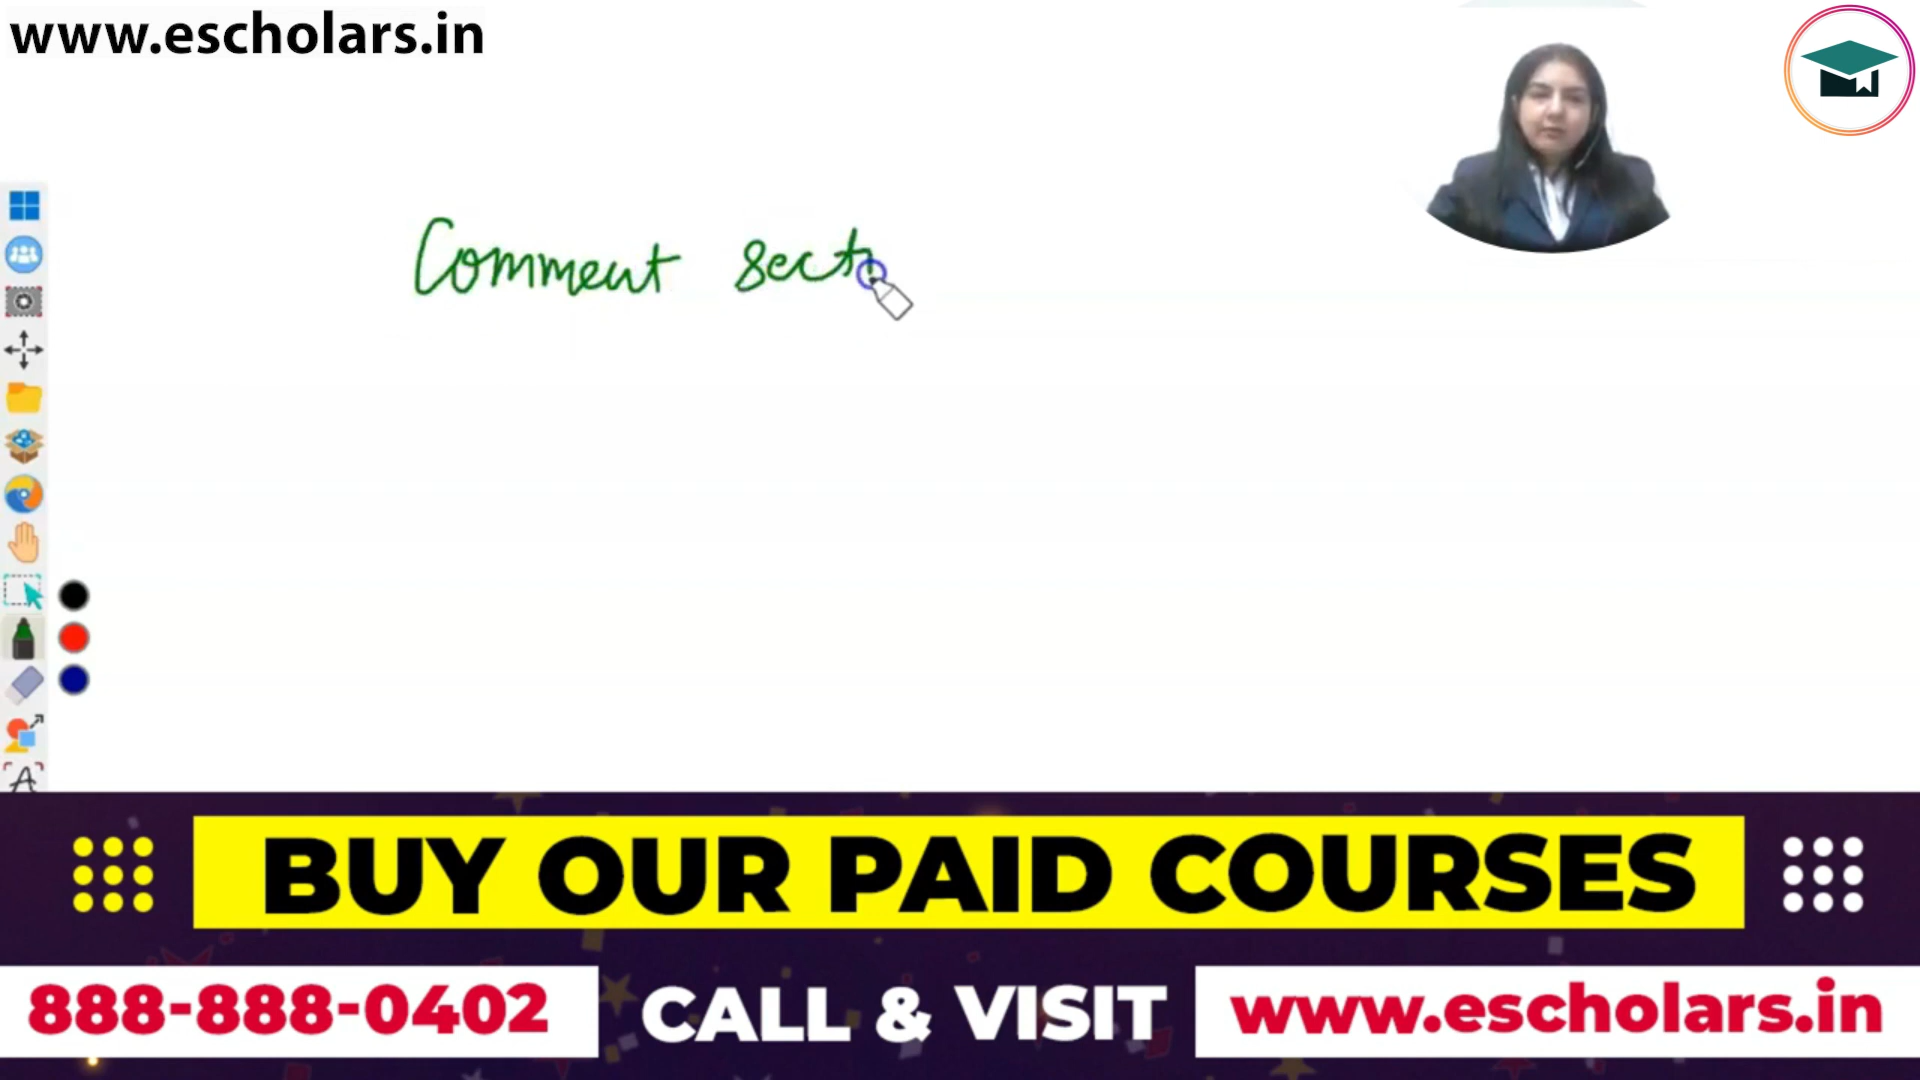 www.escholars.in
Comment secti
BUY OUR PAID COURSES
888-888-0402
CALL & VISIT
www.escholars.in